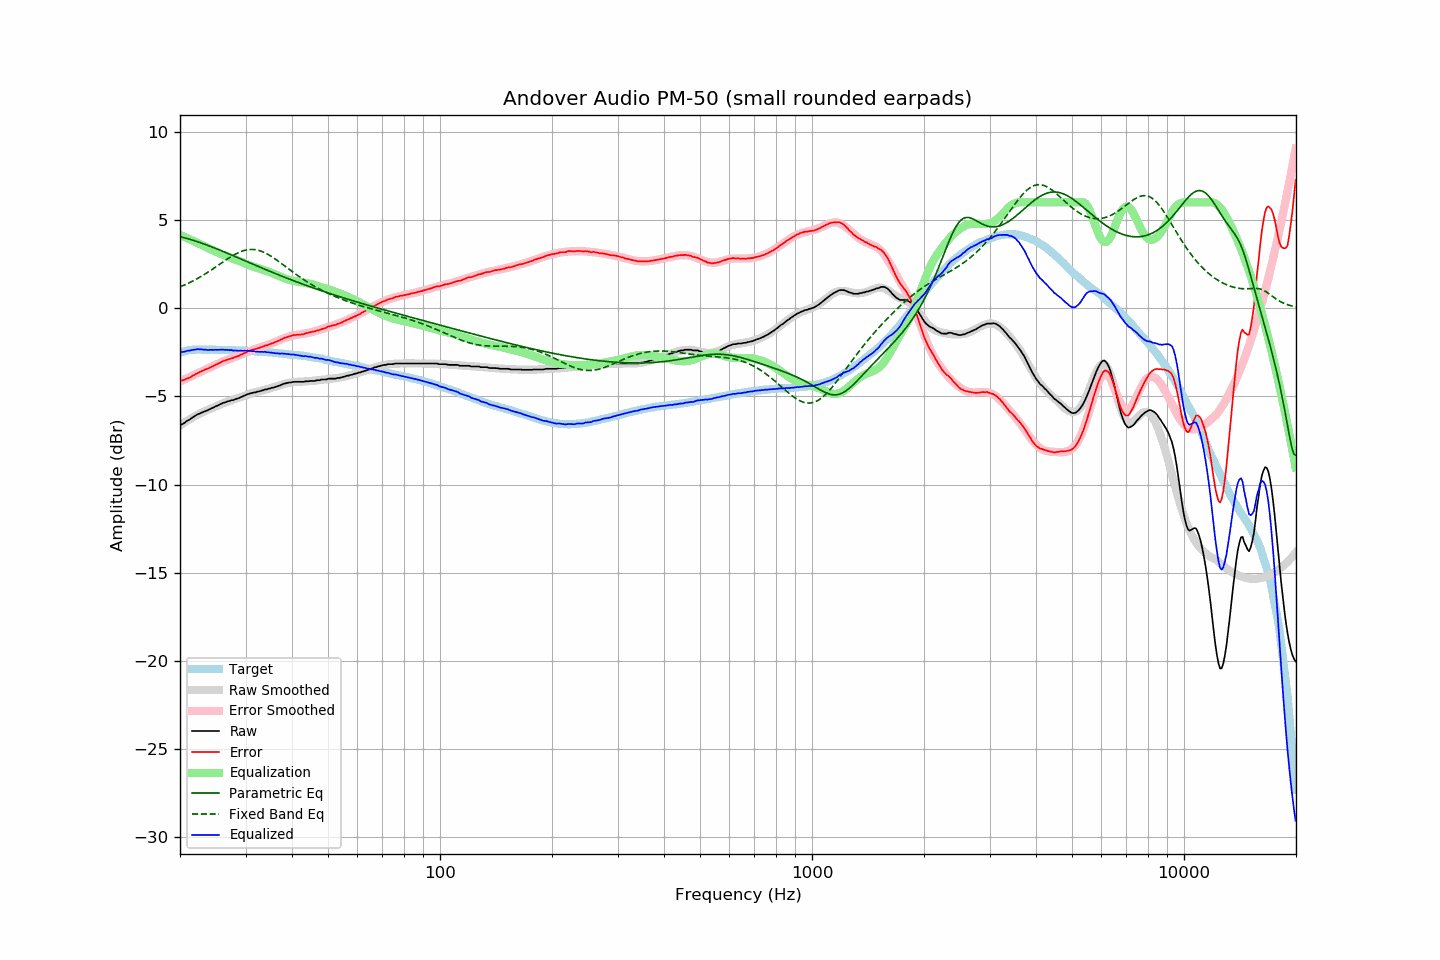 Andover Audio PM-50 (small rounded earpads)
10
5
0
−5
−10
−15
−20
−25
−30
Amplitude (dBr)
Target
Raw Smoothed
Error Smoothed
Raw
Error
Equalization
Parametric Eq
Fixed Band Eq
Equalized
100
1000
10000
Frequency (Hz)